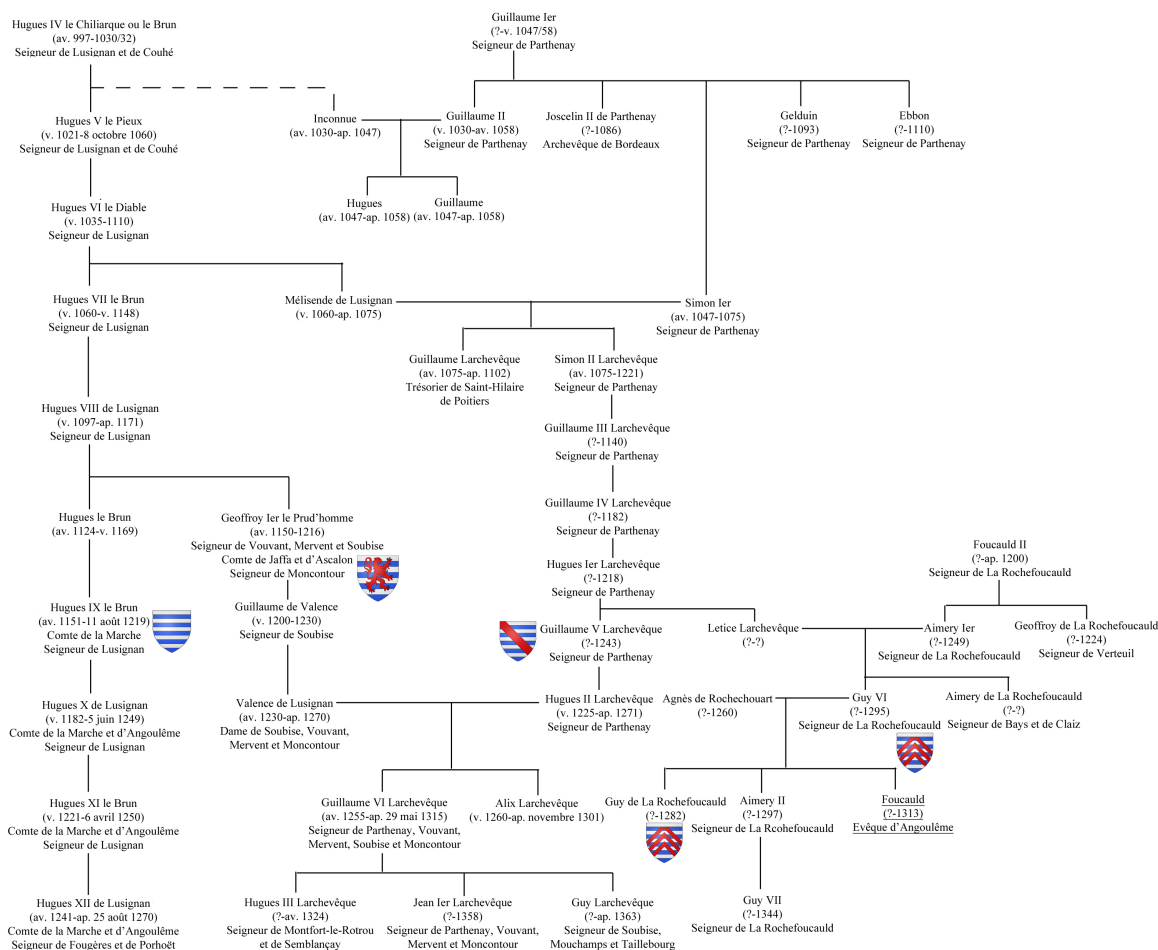 Hugues IV le Chiliarque ou le Brun
(av. 997-1030/32)
Seigneur de Lusignan et de Couhé
Guillaume Ier
(?-v. 1047/58)
Seigneur de Parthenay
Hugues V le Pieux
(v. 1021-8 octobre 1060)
Seigneur de Lusignan et de Couhé
Inconnue
(av. 1030-ap. 1047)
Guillaume II
(v. 1030-av. 1058)
Seigneur de Parthenay
Joscelin II de Parthenay
(?-1086)
Archevêque de Bordeaux
Gelduin
(?-1093)
Seigneur de Parthenay
Ebbon
(?-1110)
Seigneur de Parthenay
Hugues
(av. 1047-ap. 1058)
Guillaume
(av. 1047-ap. 1058)
Hugues VI le Diable
(v. 1035-1110)
Seigneur de Lusignan
Hugues VII le Brun
(v. 1060-v. 1148)
Seigneur de Lusignan
Mélisende de Lusignan
(v. 1060-ap. 1075)
Simon Ier
(av. 1047-1075)
Seigneur de Parthenay
Guillaume Larchevêque
(av. 1075-ap. 1102)
Trésorier de Saint-Hilaire
de Poitiers
Simon II Larchevêque
(av. 1075-1221)
Seigneur de Parthenay
Hugues VIII de Lusignan
(v. 1097-ap. 1171)
Seigneur de Lusignan
Guillaume III Larchevêque
(?-1140)
Seigneur de Parthenay
Guillaume IV Larchevêque
(?-1182)
Seigneur de Parthenay
Hugues le Brun
(av. 1124-v. 1169)
Geoffroy Ier le Prud'homme
(av. 1150-1216)
Seigneur de Vouvant, Mervent et Soubise
Comte de Jaffa et d'Ascalon
Seigneur de Moncontour
Hugues Ier Larchevêque
(?-1218)
Seigneur de Parthenay
Foucauld II
(?-ap. 1200)
Seigneur de La Rochefoucauld
Hugues IX le Brun
(av. 1151-11 août 1219)
Comte de la Marche
Seigneur de Lusignan
Guillaume de Valence
(v. 1200-1230)
Seigneur de Soubise
Guillaume V Larchevêque
(?-1243)
Seigneur de Parthenay
Letice Larchevêque
(?-?)
Aimery Ier
(?-1249)
Seigneur de La Rochefoucauld
Geoffroy de La Rochefoucauld
(?-1224)
Seigneur de Verteuil
Hugues X de Lusignan
(v. 1182-5 juin 1249)
Comte de la Marche et d'Angoulême
Seigneur de Lusignan
Valence de Lusignan
(av. 1230-ap. 1270)
Dame de Soubise, Vouvant,
Mervent et Moncontour
Hugues II Larchevêque
(v. 1225-ap. 1271)
Seigneur de Parthenay
Agnès de Rochechouart
(?-1260)
Guy VI
(?-1295)
Seigneur de La Rochefoucauld
Aimery de La Rochefoucauld
(?-?)
Seigneur de Bays et de Claiz
Hugues XI le Brun
(v. 1221-6 avril 1250)
Comte de la Marche et d'Angoulême
Seigneur de Lusignan
Guillaume VI Larchevêque
(av. 1255-ap. 29 mai 1315)
Seigneur de Parthenay, Vouvant,
Mervent, Soubise et Moncontour
Alix Larchevêque
(v. 1260-ap. novembre 1301)
Guy de La Rochefoucauld
(?-1282)
Aimery II
(?-1297)
Seigneur de La Rochefoucauld
Foucauld
(?-1313)
Evêque d'Angoulême
Hugues XII de Lusignan
(av. 1241-ap. 25 août 1270)
Comte de la Marche et d'Angoulême
Seigneur de Fougères et de Porhoët
Hugues III Larchevêque
(?-av. 1324)
Seigneur de Montfort-le-Rotrou
et de Semblançay
Jean Ier Larchevêque
(?-1358)
Seigneur de Parthenay, Vouvant,
Mervent et Moncontour
Guy Larchevêque
(?-ap. 1363)
Seigneur de Soubise,
Mouchamps et Taillebourg
Guy VII
(?-1344)
Seigneur de La Rochefoucauld